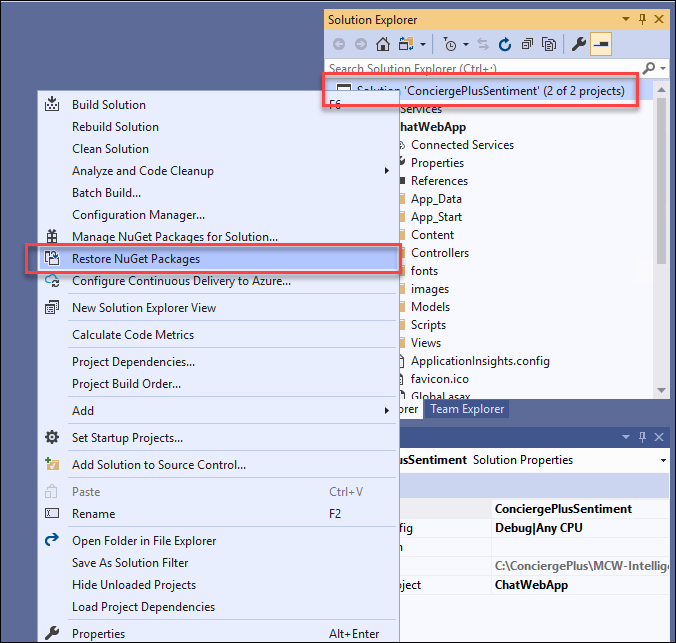 Solution Explorer
Search Solution Explorer (Ctrl+;)
Solution 'ConciergePlusSentiment' (2 of 2 projects)
Services
hatWebApp
Connected Services
Properties
References
App_Data
App_Start
Content
Controllers
fonts
images
Models
Scripts
Views
ApplicationInsights.config
favicon.ico
Global.asax
orer
Team Explorer
Build Solution F6
Rebuild Solution
Clean Solution
Analyze and Code Cleanup
Batch Build...
Configuration Manager...
Manage NuGet Packages for Solution...
Restore NuGet Packages
Configure Continuous Delivery to Azure...
New Solution Explorer View
Calculate Code Metrics
Project Dependencies...
Project Build Order...
Add
Set Startup Projects...
Add Solution to Source Control...
Paste Ctrl+V
Rename F2
Open Folder in File Explorer
Save As Solution Filter
Hide Unloaded Projects
Load Project Dependencies
Properties Alt+Enter
usSentiment Solution Properties
ConciergePlusSentiment
fig Debug|Any CPU
n
C:\ConciergePlus\MCW-Intellige
oject ChatWebApp